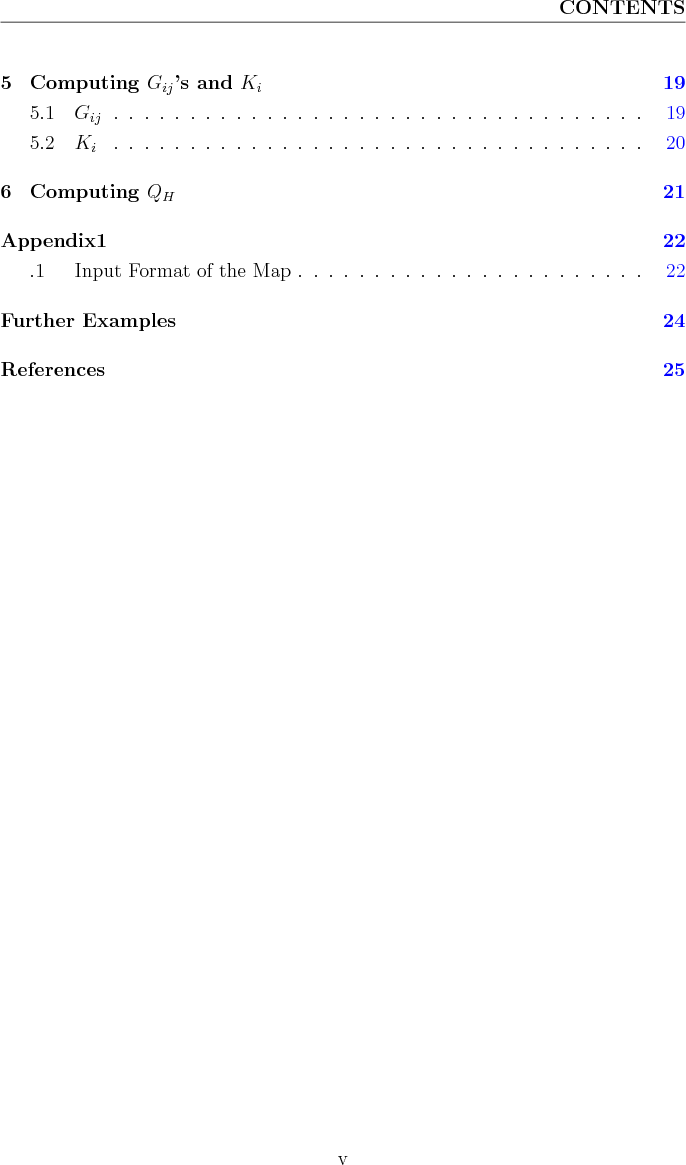 CONTENTS
5 Computing $G_{ij}$'s and $K_i$ 19
5.1 $G_{ij}$ . . . . . . . . . . . . . . . . . . . . . . . . . . . . . . . . . . . 19
5.2 $K_i$ . . . . . . . . . . . . . . . . . . . . . . . . . . . . . . . . . . . 20
6 Computing $Q_H$ 21
Appendix1 22
.1 Input Format of the Map . . . . . . . . . . . . . . . . . . . . . . . 22
Further Examples 24
References 25
v